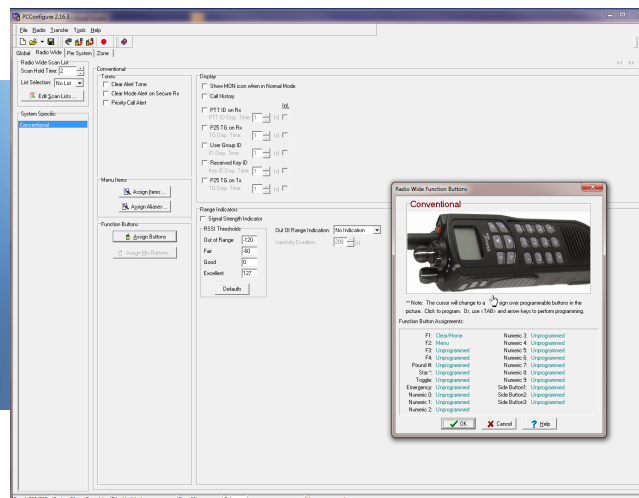 PCConfigure 2.16.3
File Radio Transfer Tools Help
Global Radio Wide Per System Zone
Radio Wide Scan List
Scan Hold Time: 2
List Selection: No List
Edit Scan Lists ...
System Specific
Conventional
Conventional
Tones
Clear Alert Tone
Clear Mode Alert on Secure Rx
Priority Call Alert
Menu Items
Assign Items ...
Assign Aliases ...
Function Buttons
Assign Buttons
Assign Min Buttons ...
Display
Show MON icon when in Normal Mode
Call History
Inf.
PTT ID on Rx
PTT ID Disp. Time: 1 (s)
P25 TG on Rx
TG Disp. Time: 1 (s)
User Group ID
ID Disp. Time: 1 (s)
Received Key ID
Key ID Disp. Time: 1 (s)
P25 TG on Tx
TG Disp. Time: 1 (s)
Range Indicators
Signal Strength Indicator
RSSI Thresholds
Out of Range -120
Fair -60
Good 0
Excellent 127
Defaults
Out Of Range Indication: No Indication
Inactivity Duration: 200 (s)
Radio Wide Function Buttons
Conventional
** Note: The cursor will change to a sign over programmable buttons in the
picture. Click to program. Or, use <TAB> and arrow keys to perform programming.
Function Button Assignments:
F1: Clear/Home
F2: Menu
F3: Unprogrammed
F4: Unprogrammed
Pound #: Unprogrammed
Star *: Unprogrammed
Toggle: Unprogrammed
Emergency: Unprogrammed
Numeric 0: Unprogrammed
Numeric 1: Unprogrammed
Numeric 2: Unprogrammed
Numeric 3: Unprogrammed
Numeric 4: Unprogrammed
Numeric 5: Unprogrammed
Numeric 6: Unprogrammed
Numeric 7: Unprogrammed
Numeric 8: Unprogrammed
Numeric 9: Unprogrammed
Side Button1: Unprogrammed
Side Button2: Unprogrammed
Side Button3: Unprogrammed
OK
Cancel
? Help